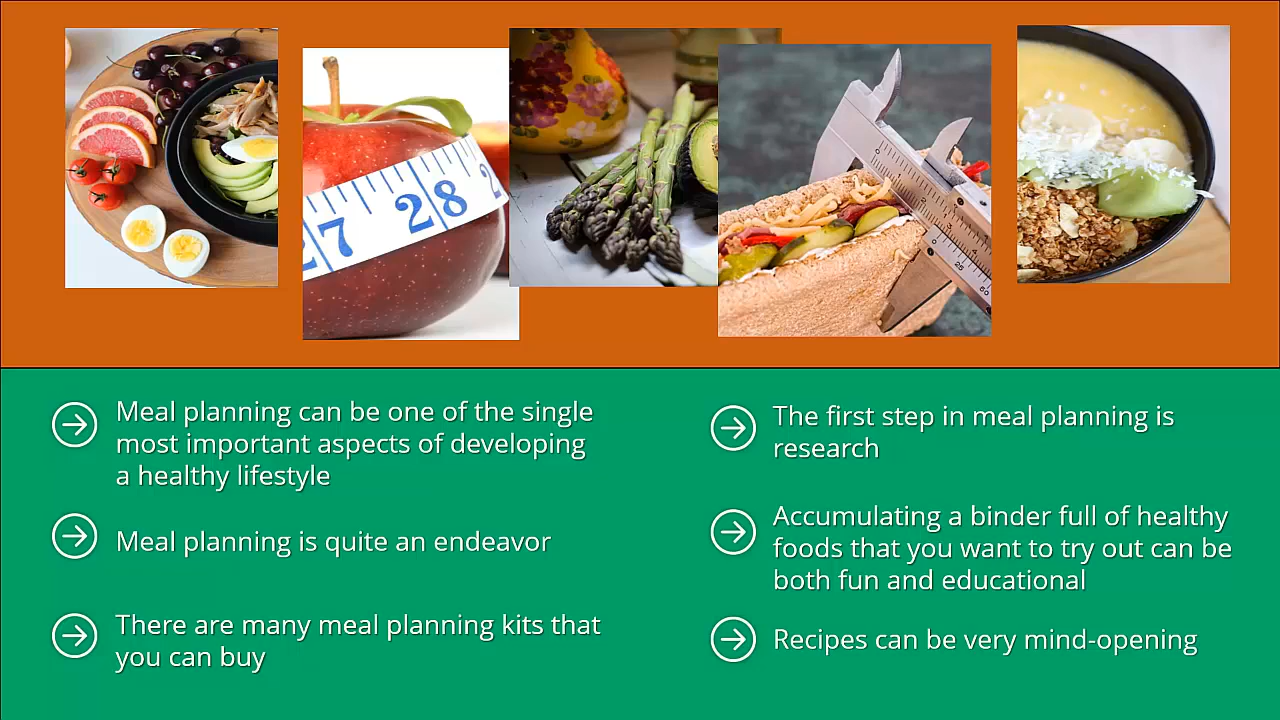 27 28 2
Meal planning can be one of the single
most important aspects of developing
a healthy lifestyle
Meal planning is quite an endeavor
There are many meal planning kits that
you can buy
The first step in meal planning is
research
Accumulating a binder full of healthy
foods that you want to try out can be
both fun and educational
Recipes can be very mind-opening